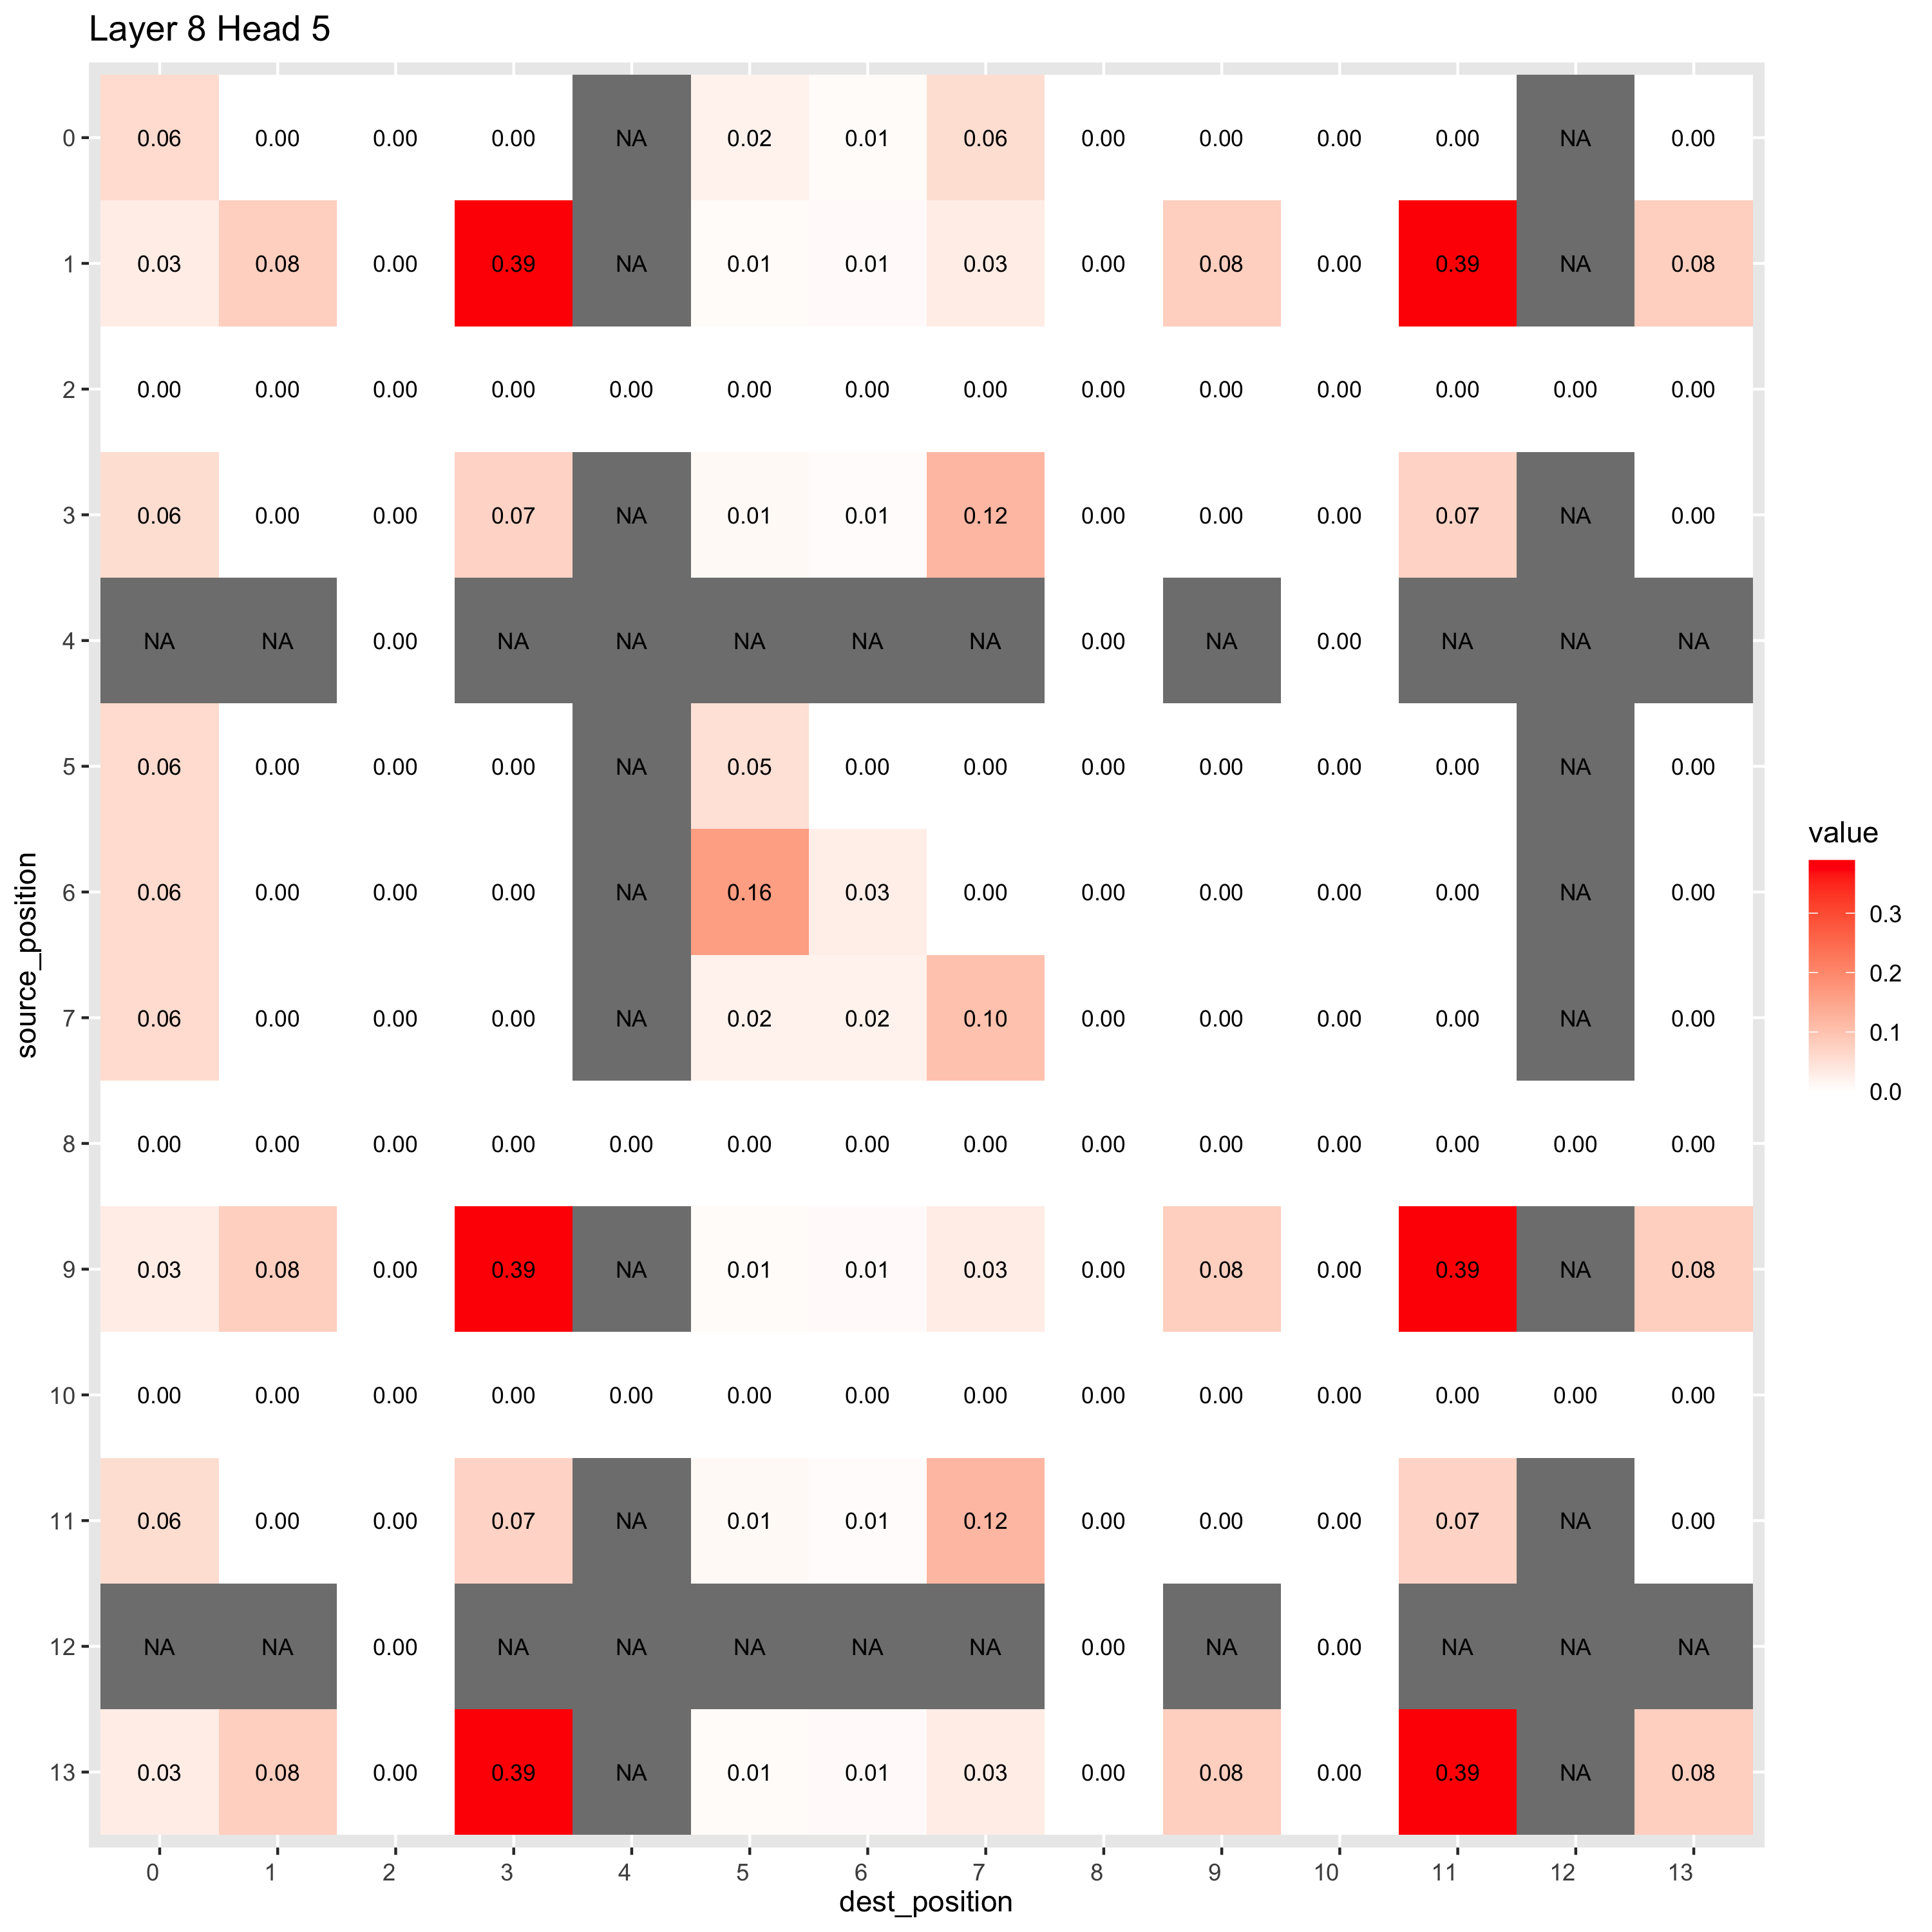 Layer 8 Head 5
0 0.06 0.00 0.00 0.00 NA 0.02 0.01 0.06 0.00 0.00 0.00 0.00 NA 0.00
1 0.03 0.08 0.00 0.39 NA 0.01 0.01 0.03 0.00 0.08 0.00 0.39 NA 0.08
2 0.00 0.00 0.00 0.00 0.00 0.00 0.00 0.00 0.00 0.00 0.00 0.00 0.00 0.00
3 0.06 0.00 0.00 0.07 NA 0.01 0.01 0.12 0.00 0.00 0.00 0.07 NA 0.00
4 NA NA 0.00 NA NA NA NA NA 0.00 NA 0.00 NA NA NA
5 0.06 0.00 0.00 0.00 NA 0.05 0.00 0.00 0.00 0.00 0.00 0.00 NA 0.00
6 0.06 0.00 0.00 0.00 NA 0.16 0.03 0.00 0.00 0.00 0.00 0.00 NA 0.00
7 0.06 0.00 0.00 0.00 NA 0.02 0.02 0.10 0.00 0.00 0.00 0.00 NA 0.00
8 0.00 0.00 0.00 0.00 0.00 0.00 0.00 0.00 0.00 0.00 0.00 0.00 0.00 0.00
9 0.03 0.08 0.00 0.39 NA 0.01 0.01 0.03 0.00 0.08 0.00 0.39 NA 0.08
10 0.00 0.00 0.00 0.00 0.00 0.00 0.00 0.00 0.00 0.00 0.00 0.00 0.00 0.00
11 0.06 0.00 0.00 0.07 NA 0.01 0.01 0.12 0.00 0.00 0.00 0.07 NA 0.00
12 NA NA 0.00 NA NA NA NA NA 0.00 NA 0.00 NA NA NA
13 0.03 0.08 0.00 0.39 NA 0.01 0.01 0.03 0.00 0.08 0.00 0.39 NA 0.08
0 1 2 3 4 5 6 7 8 9 10 11 12 13
dest_position
source_position
value
0.3
0.2
0.1
0.0